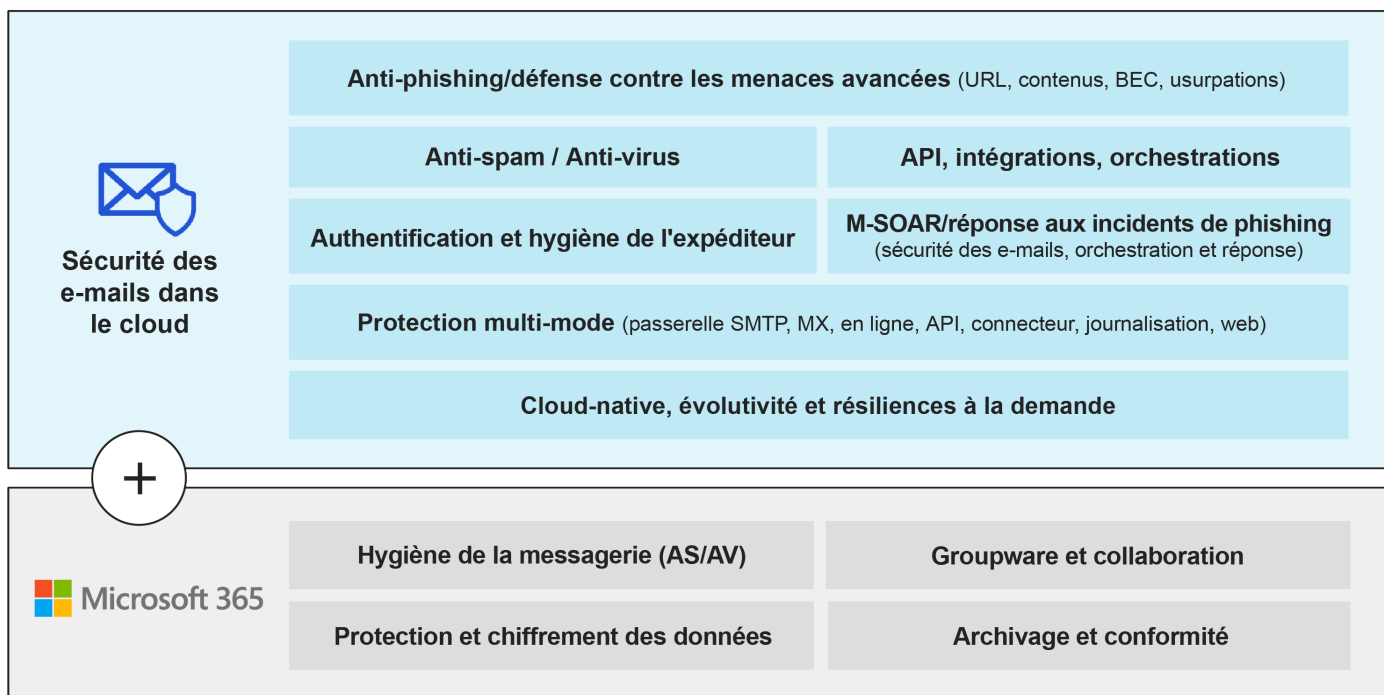 Anti-phishing/défense contre les menaces avancées (URL, contenus, BEC, usurpations)
Anti-spam / Anti-virus
API, intégrations, orchestrations
Authentification et hygiène de l'expéditeur
M-SOAR/réponse aux incidents de phishing
(sécurité des e-mails, orchestration et réponse)
Sécurité des
e-mails dans
le cloud
Protection multi-mode (passerelle SMTP, MX, en ligne, API, connecteur, journalisation, web)
Cloud-native, évolutivité et résiliences à la demande
+
Microsoft 365
Hygiène de la messagerie (AS/AV)
Groupware et collaboration
Protection et chiffrement des données
Archivage et conformité